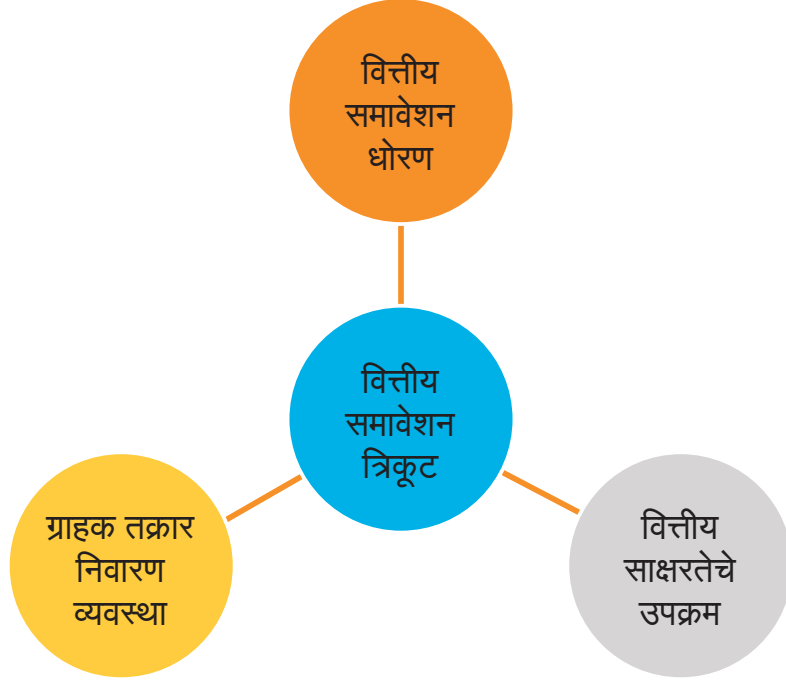 वित्तीय
समावेशन
धोरण
वित्तीय
समावेशन
त्रिकूट
ग्राहक तक्रार
निवारण
व्यवस्था
वित्तीय
साक्षरतेचे
उपक्रम